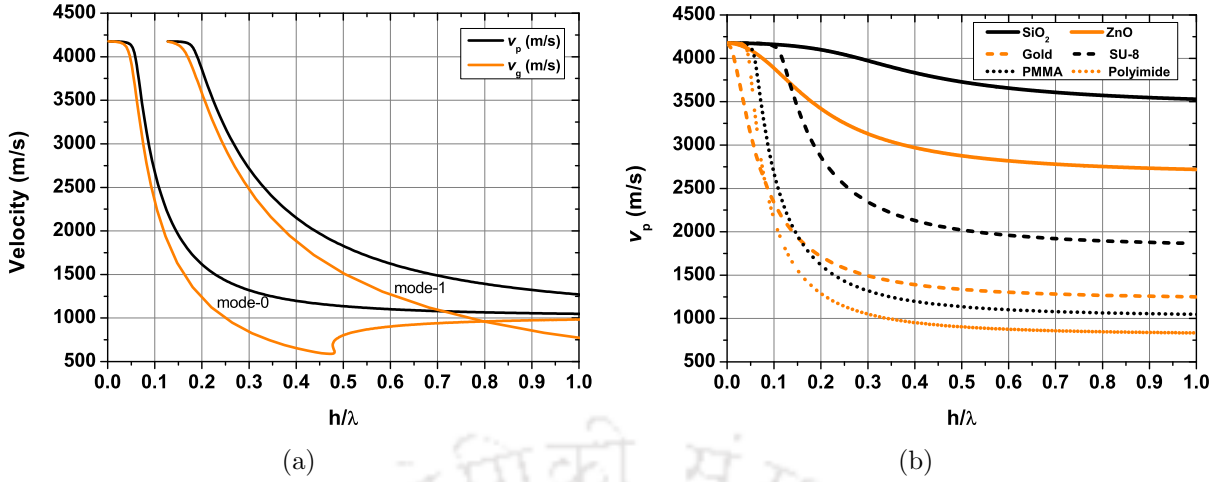 4500
4000
3500
3000
2500
2000
1500
1000
500
Velocity (m/s)
0.0 0.1 0.2 0.3 0.4 0.5 0.6 0.7 0.8 0.9 1.0
h/λ
v_p (m/s)
v_g (m/s)
mode-0
mode-1
(a)
4500
4000
3500
3000
2500
2000
1500
1000
500
v_p (m/s)
0.0 0.1 0.2 0.3 0.4 0.5 0.6 0.7 0.8 0.9 1.0
h/λ
SiO₂ ZnO
Gold SU-8
PMMA Polyimide
(b)